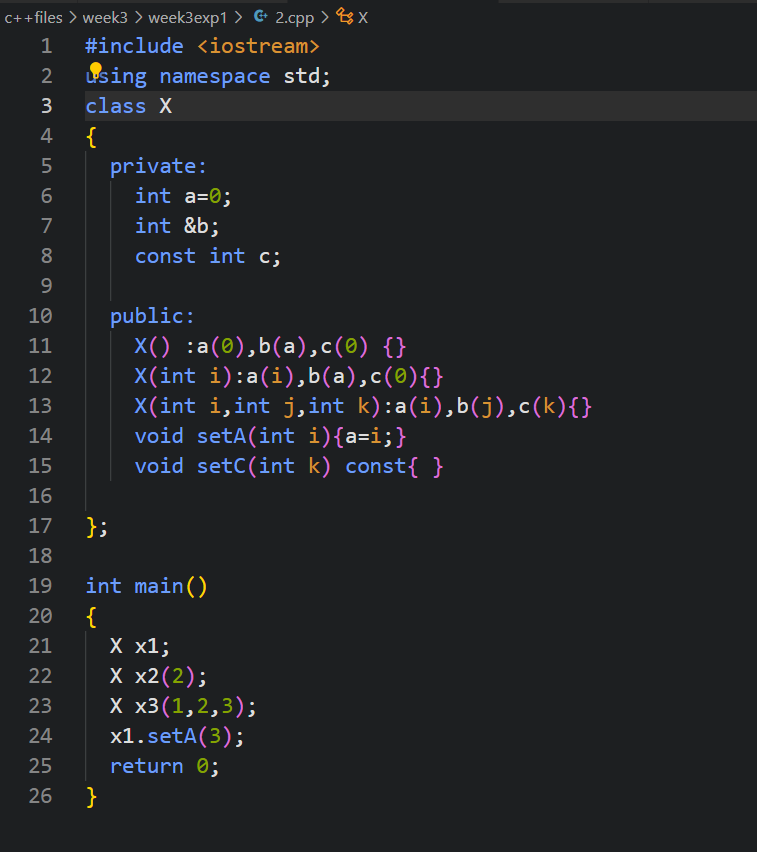 c++files > week3 > week3exp1 > 2.cpp > X
1 #include <iostream>
2 using namespace std;
3 class X
4 {
5 private:
6 int a=0;
7 int &b;
8 const int c;
9
10 public:
11 X() :a(0),b(a),c(0) {}
12 X(int i):a(i),b(a),c(0){}
13 X(int i,int j,int k):a(i),b(j),c(k){}
14 void setA(int i){a=i;}
15 void setC(int k) const{ }
16
17 };
18
19 int main()
20 {
21 X x1;
22 X x2(2);
23 X x3(1,2,3);
24 x1.setA(3);
25 return 0;
26 }